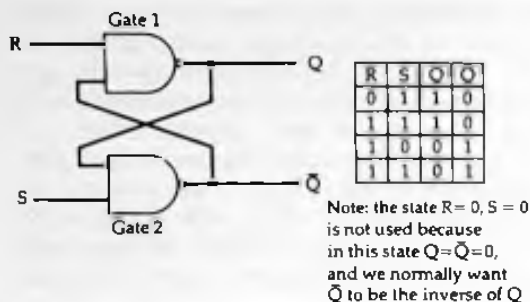 Gate 1
R
Q
R S Q Q̄
0 1 1 0
1 1 1 0
1 0 0 1
1 1 0 1
S
Q̄
Gate 2
Note: the state R= 0, S = 0
is not used because
in this state Q=Q̄=0,
and we normally want
Q̄ to be the inverse of Q